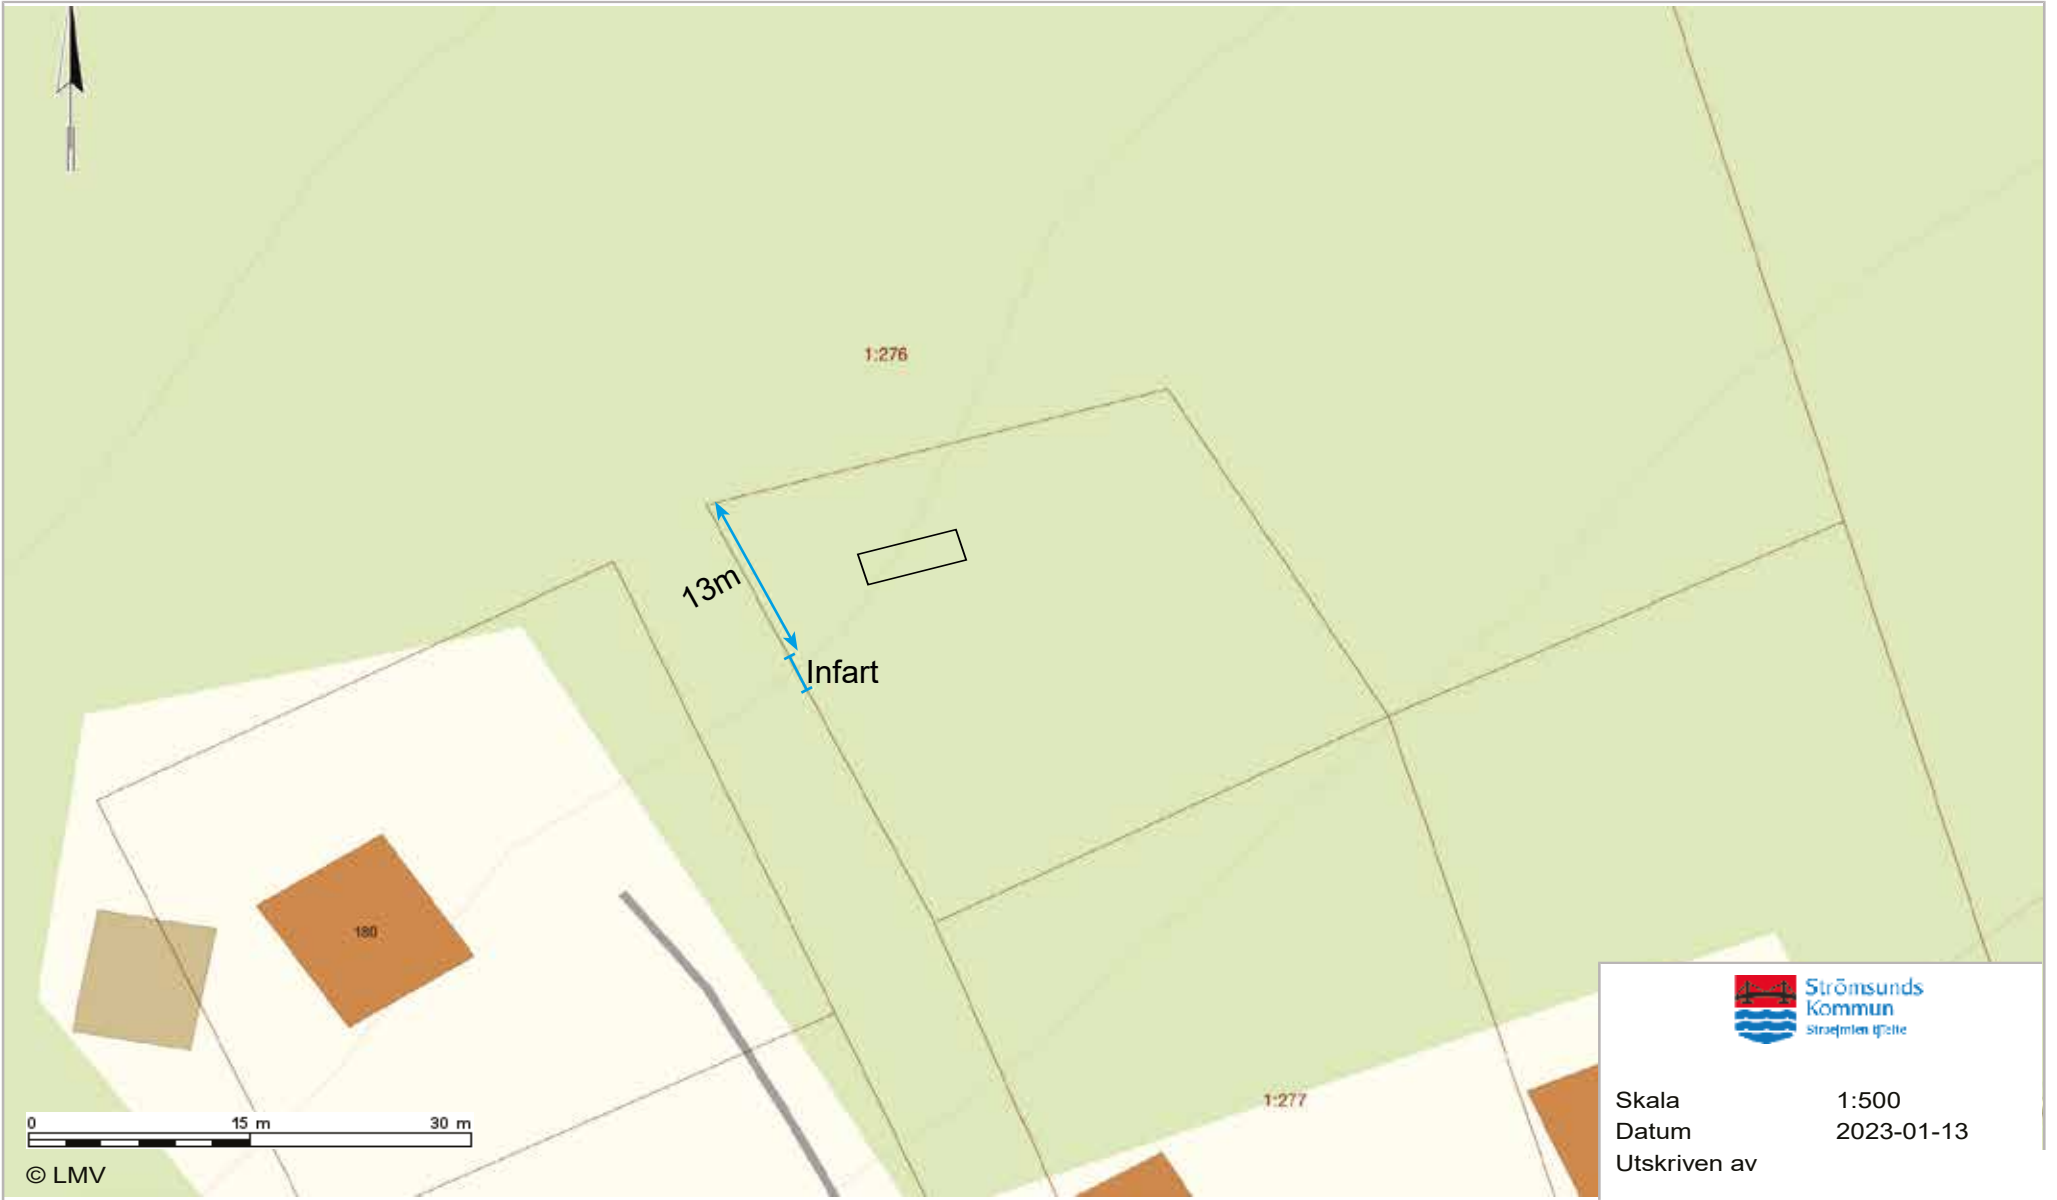 1:276
13m
Infart
180
1:277
0 15 m 30 m
© LMV
Strömsunds
Kommun
Skala 1:500
Datum 2023-01-13
Utskriven av